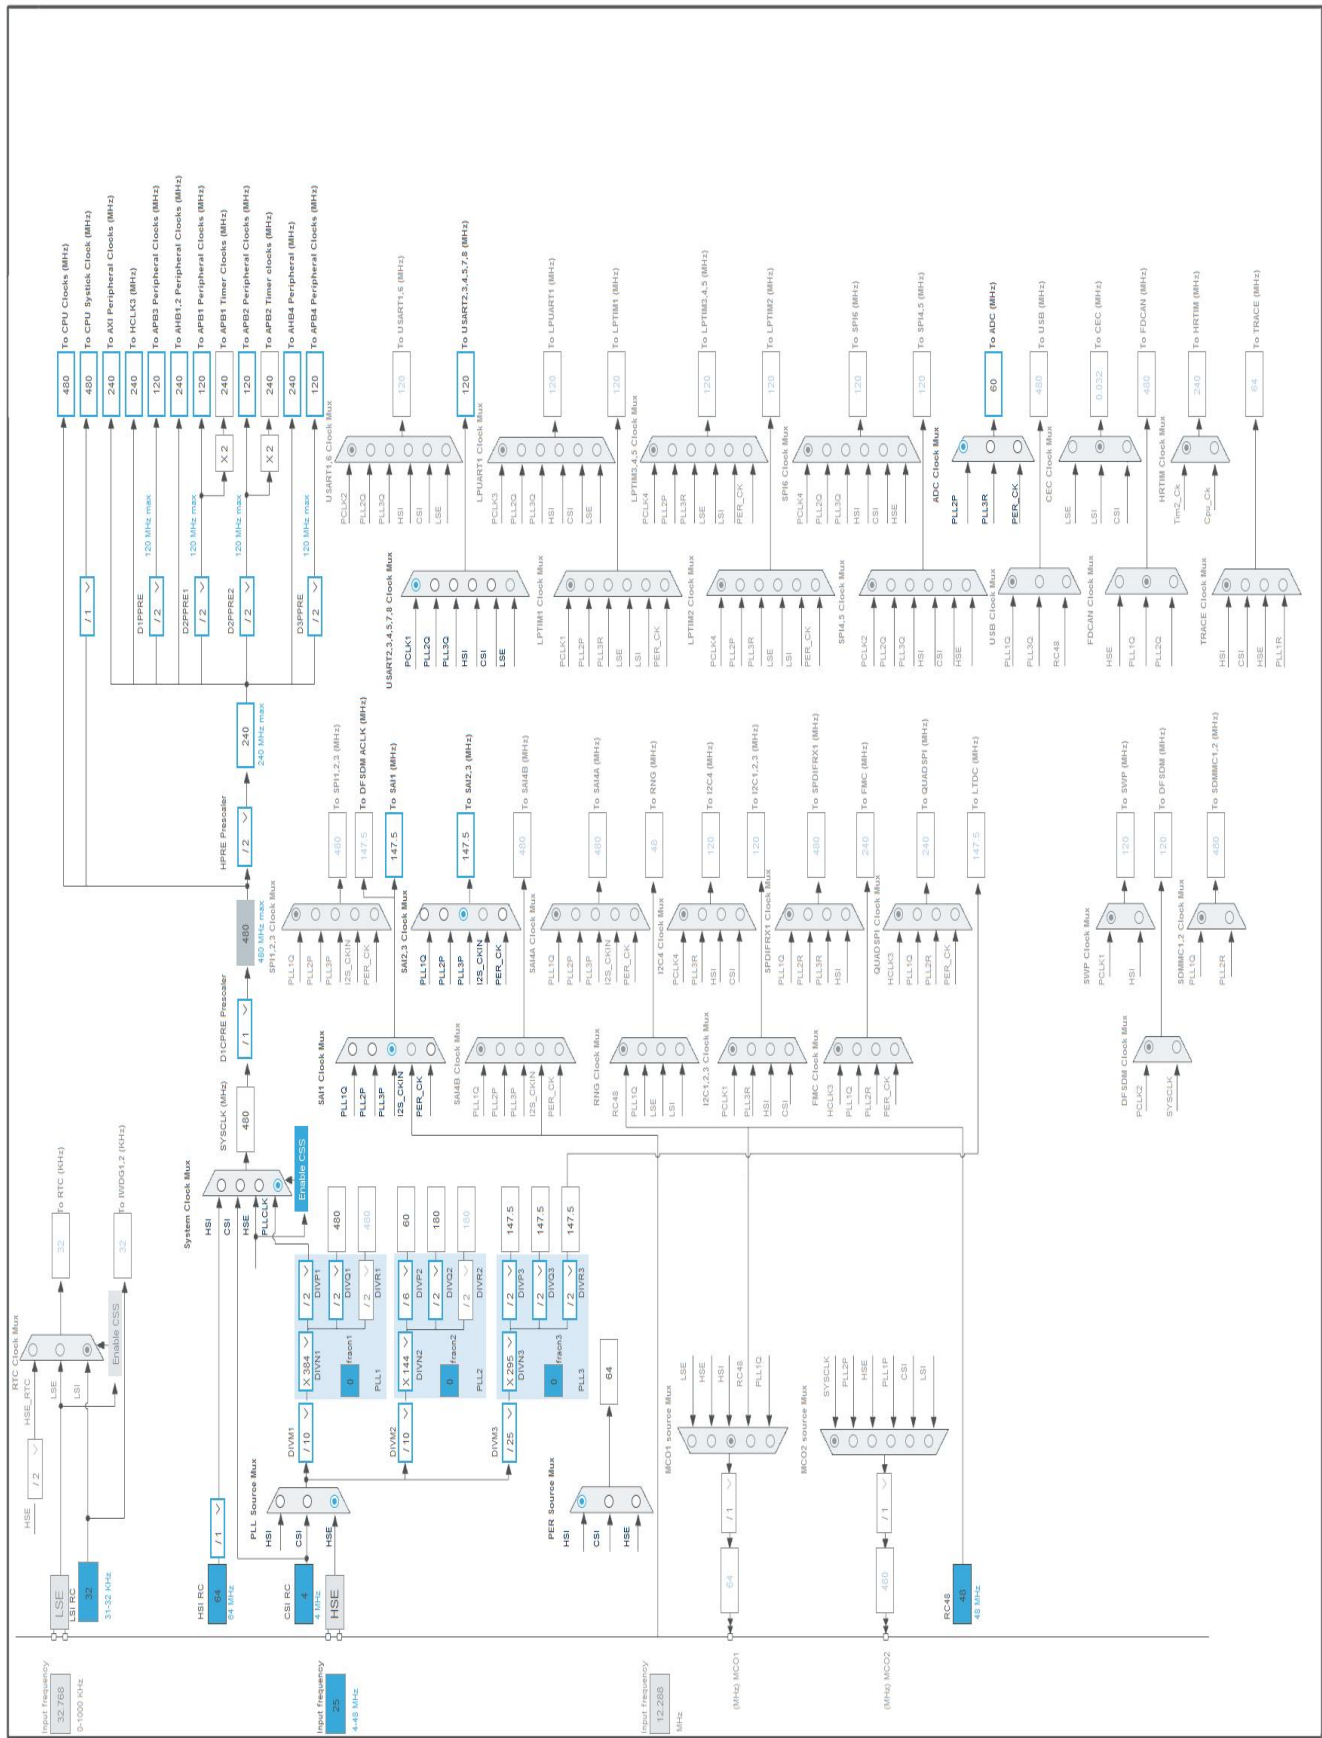 Input frequency
32.768
0-1000 KHz
LSE
LSI RC
32
31-32 KHz
HSE
/ 2
HSE_RTC
LSE
LSI
RTC Clock Mux
Enable CSS
32
To RTC (KHz)
32
To IWDG1,2 (KHz)
HSI RC
64
64 MHz
/ 1
CSI RC
4
4 MHz
Input frequency
25
4-48 MHz
HSE
System Clock Mux
HSI
CSI
HSE
PLLCLK
Enable CSS
SYSCLK (MHz)
480
D1CPRE Prescaler
/ 1
480
480 MHz max
HPRE Prescaler
/ 2
240
240 MHz max
/ 1
D1PPRE
/ 2
120 MHz max
D2PPRE1
/ 2
120 MHz max
X 2
D2PPRE2
/ 2
120 MHz max
X 2
D3PPRE
/ 2
120 MHz max
480
To CPU Clocks (MHz)
480
To CPU Systick Clock (MHz)
240
To AXI Peripheral Clocks (MHz)
240
To HCLK3 (MHz)
120
To APB3 Peripheral Clocks (MHz)
240
To AHB1,2 Peripheral Clocks (MHz)
120
To APB1 Peripheral Clocks (MHz)
240
To APB1 Timer Clocks (MHz)
120
To APB2 Peripheral Clocks (MHz)
240
To APB2 Timer clocks (MHz)
240
To AHB4 Peripheral (MHz)
120
To APB4 Peripheral Clocks (MHz)
PLL Source Mux
HSI
CSI
HSE
DIVM1
/ 10
X 384
DIVN1
0
fracn1
PLL1
/ 2
DIVP1
/ 2
DIVQ1
480
/ 2
DIVR1
480
DIVM2
/ 10
X 144
DIVN2
0
fracn2
PLL2
/ 6
DIVP2
60
/ 2
DIVQ2
180
/ 2
DIVR2
180
DIVM3
/ 25
X 295
DIVN3
0
fracn3
PLL3
/ 2
DIVP3
147.5
/ 2
DIVQ3
147.5
/ 2
DIVR3
147.5
PER Source Mux
HSI
CSI
HSE
64
Input frequency
12.288
MHz
MCO1 source Mux
LSE
HSE
HSI
RC48
PLL1Q
/ 1
64
(MHz) MCO1
MCO2 source Mux
SYSCLK
PLL2P
HSE
PLL1P
CSI
LSI
/ 1
480
(MHz) MCO2
RC48
48
48 MHz
SPI1,2,3 Clock Mux
PLL1Q
PLL2P
PLL3P
I2S_CKIN
PER_CK
480
To SPI1,2,3 (MHz)
147.5
To DFSDM ACLK (MHz)
SAI1 Clock Mux
PLL1Q
PLL2P
PLL3P
I2S_CKIN
PER_CK
147.5
To SAI1 (MHz)
SAI2,3 Clock Mux
PLL1Q
PLL2P
PLL3P
I2S_CKIN
PER_CK
147.5
To SAI2,3 (MHz)
SAI4B Clock Mux
PLL1Q
PLL2P
PLL3P
I2S_CKIN
PER_CK
480
To SAI4B (MHz)
SAI4A Clock Mux
PLL1Q
PLL2P
PLL3P
I2S_CKIN
PER_CK
480
To SAI4A (MHz)
RNG Clock Mux
RC48
PLL1Q
LSE
LSI
48
To RNG (MHz)
I2C4 Clock Mux
PCLK4
PLL3R
HSI
CSI
120
To I2C4 (MHz)
I2C1,2,3 Clock Mux
PCLK1
PLL3R
HSI
CSI
120
To I2C1,2,3 (MHz)
SPDIFRX1 Clock Mux
PLL1Q
PLL2R
PLL3R
HSI
480
To SPDIFRX1 (MHz)
FMC Clock Mux
HCLK3
PLL1Q
PLL2R
PER_CK
240
To FMC (MHz)
QUADSPI Clock Mux
HCLK3
PLL1Q
PLL2R
PER_CK
240
To QUADSPI (MHz)
147.5
To LTDC (MHz)
SWP Clock Mux
PCLK1
HSI
120
To SWP (MHz)
DFSDM Clock Mux
PCLK2
SYSCLK
120
To DFSDM (MHz)
SDMMC1,2 Clock Mux
PLL1Q
PLL2R
480
To SDMMC1,2 (MHz)
USART1,6 Clock Mux
PCLK2
PLL2Q
PLL3Q
HSI
CSI
LSE
120
To USART1,6 (MHz)
USART2,3,4,5,7,8 Clock Mux
PCLK1
PLL2Q
PLL3Q
HSI
CSI
LSE
120
To USART2,3,4,5,7,8 (MHz)
LPUART1 Clock Mux
PCLK3
PLL2Q
PLL3Q
HSI
CSI
LSE
120
To LPUART1 (MHz)
LPTIM1 Clock Mux
PCLK1
PLL2P
PLL3R
LSE
LSI
PER_CK
120
To LPTIM1 (MHz)
LPTIM3,4,5 Clock Mux
PCLK4
PLL2P
PLL3R
LSE
LSI
PER_CK
120
To LPTIM3,4,5 (MHz)
LPTIM2 Clock Mux
PCLK4
PLL2P
PLL3R
LSE
LSI
PER_CK
120
To LPTIM2 (MHz)
SPI6 Clock Mux
PCLK4
PLL2Q
PLL3Q
HSI
CSI
HSE
120
To SPI6 (MHz)
SPI4,5 Clock Mux
PCLK2
PLL2Q
PLL3Q
HSI
CSI
HSE
120
To SPI4,5 (MHz)
ADC Clock Mux
PLL2P
PLL3R
PER_CK
60
To ADC (MHz)
USB Clock Mux
PLL1Q
PLL3Q
RC48
480
To USB (MHz)
CEC Clock Mux
LSE
LSI
CSI
0.032
To CEC (MHz)
FDCAN Clock Mux
HSE
PLL1Q
PLL2Q
480
To FDCAN (MHz)
HRTIM Clock Mux
Tim2_Ck
Cpu_Ck
240
To HRTIM (MHz)
TRACE Clock Mux
HSI
CSI
HSE
PLL1R
64
To TRACE (MHz)